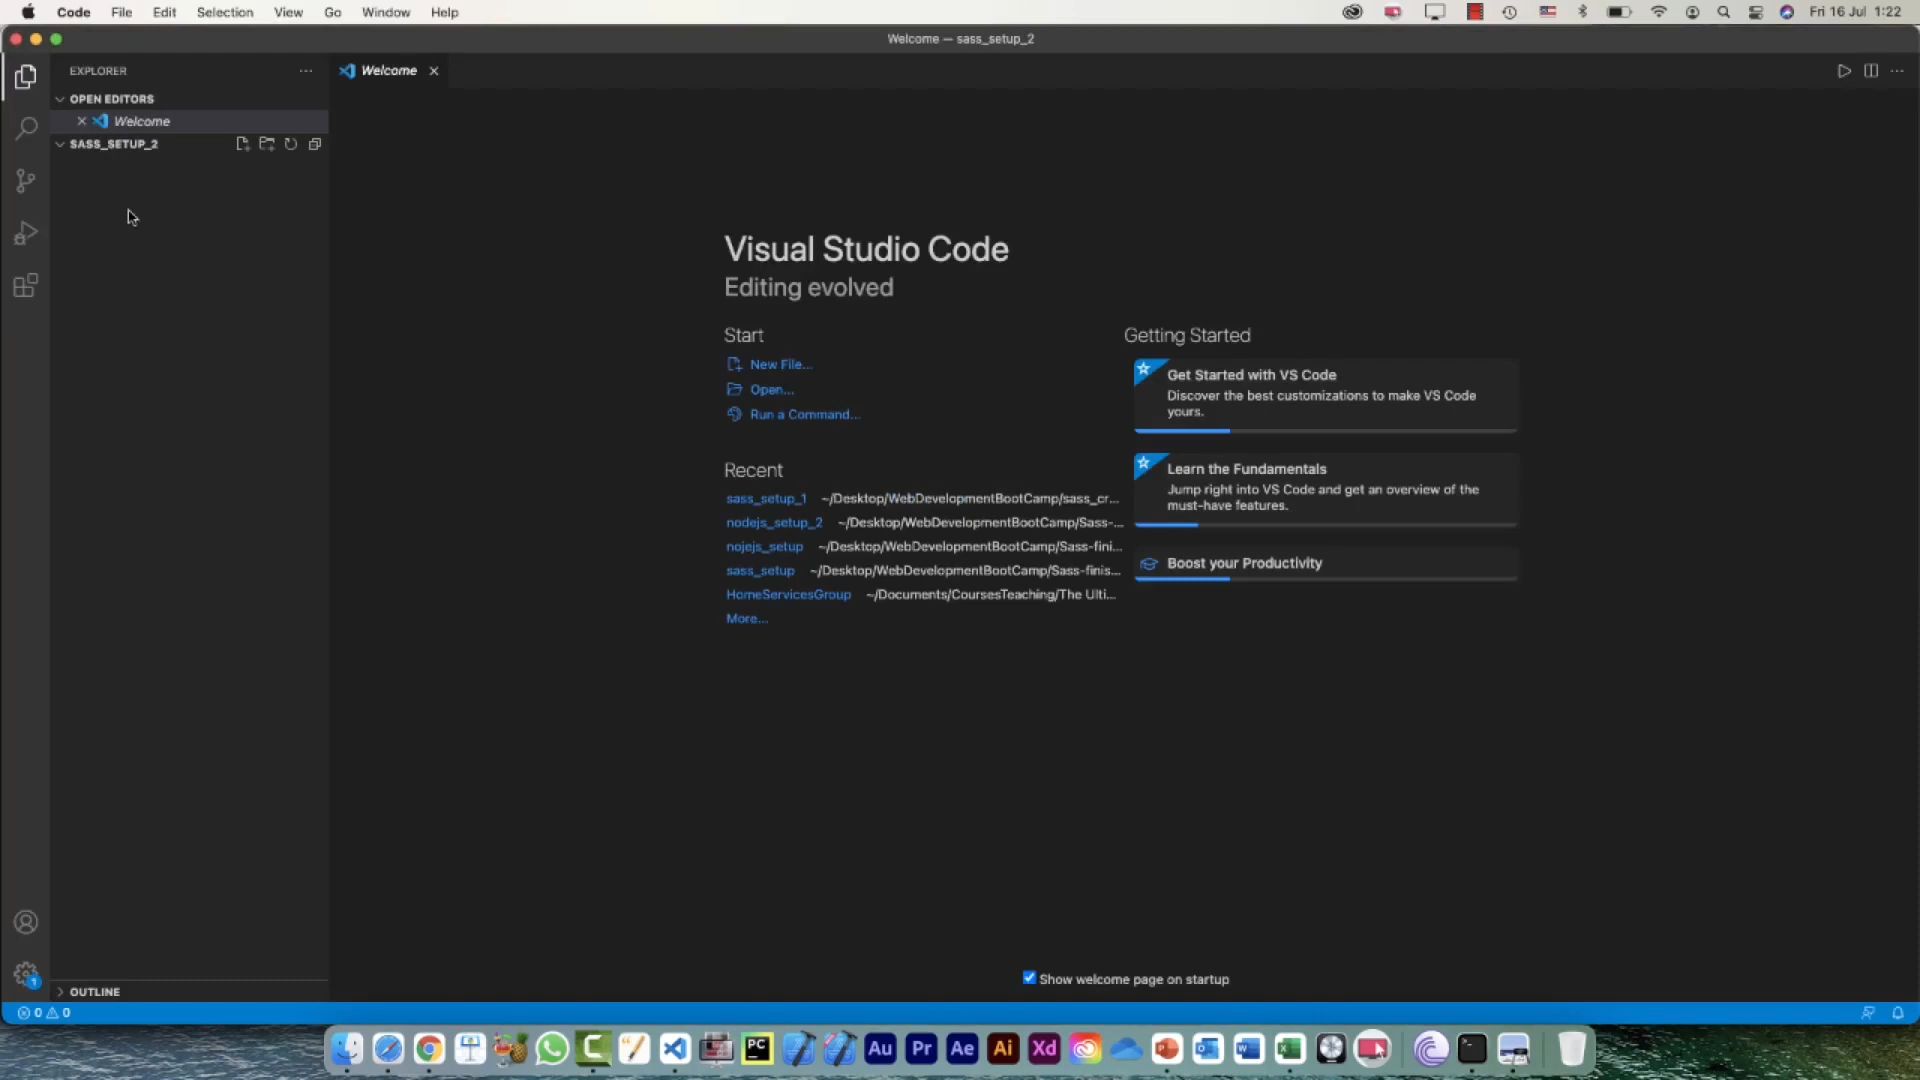 Code File Edit Selection View Go Window Help
Fri 16 Jul 1:22
Welcome — sass_setup_2
EXPLORER
Welcome
OPEN EDITORS
Welcome
SASS_SETUP_2
Visual Studio Code
Editing evolved
Start
New File...
Open...
Run a Command...
Recent
sass_setup_1 ~/Desktop/WebDevelopmentBootCamp/sass_cr...
nodejs_setup_2 ~/Desktop/WebDevelopmentBootCamp/Sass-...
nojejs_setup ~/Desktop/WebDevelopmentBootCamp/Sass-fini...
sass_setup ~/Desktop/WebDevelopmentBootCamp/Sass-finis...
HomeServicesGroup ~/Documents/CoursesTeaching/The Ulti...
More...
Getting Started
Get Started with VS Code
Discover the best customizations to make VS Code
yours.
Learn the Fundamentals
Jump right into VS Code and get an overview of the
must-have features.
Boost your Productivity
Show welcome page on startup
1
OUTLINE
0 0
PC Au Pr Ae Ai Xd